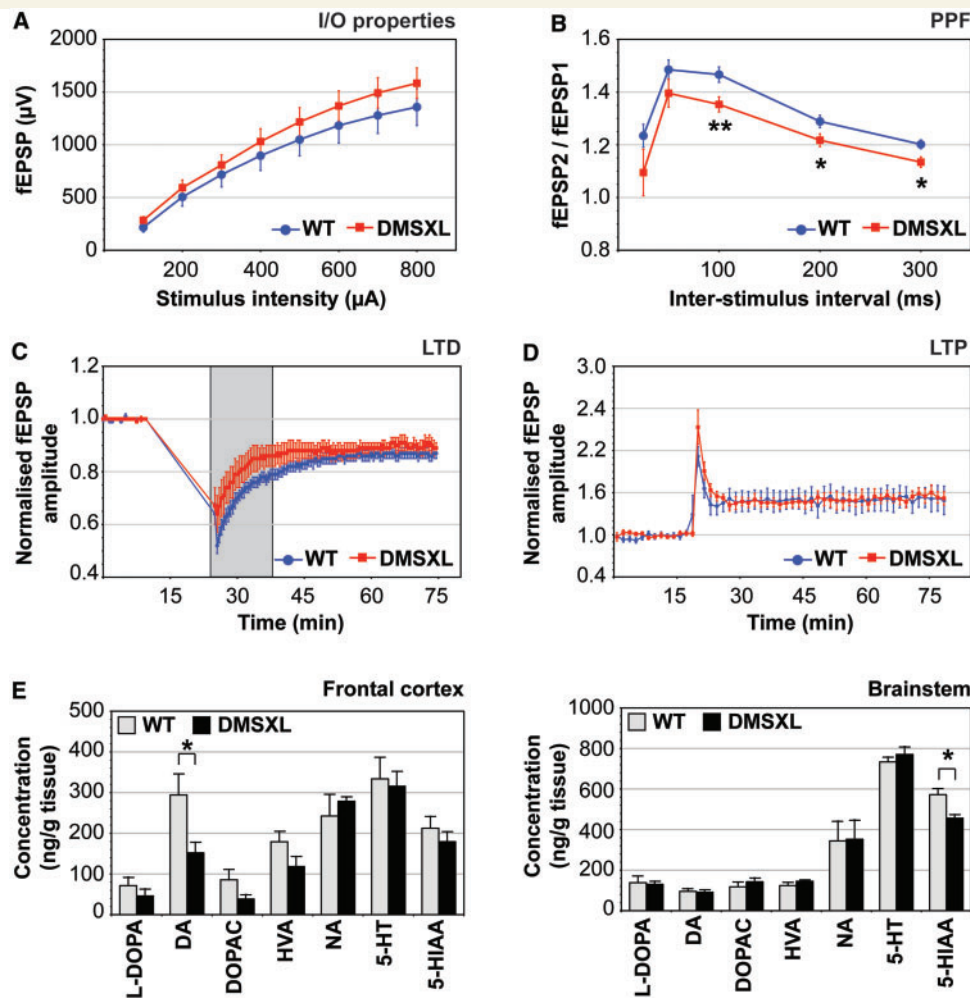 A I/O properties
2000
1500
1000
500
0
fEPSP (µV)
WT DMSXL
200 400 600 800
Stimulus intensity (µA)
B PPF
1.6
1.4
1.2
1.0
0.8
fEPSP2 / fEPSP1
**
*
*
WT DMSXL
100 200 300
Inter-stimulus interval (ms)
C LTD
1.2
1.0
0.8
0.6
0.4
Normalised fEPSP
amplitude
WT DMSXL
15 30 45 60 75
Time (min)
D LTP
3.0
2.4
2.2
1.6
1.0
0.4
Normalised fEPSP
amplitude
WT DMSXL
15 30 45 60 75
Time (min)
E Frontal cortex
500
400
300
200
100
0
Concentration
(ng/g tissue)
WT DMSXL
*
L-DOPA
DA
DOPAC
HVA
NA
5-HT
5-HIAA
Brainstem
1000
800
600
400
200
0
Concentration
(ng/g tissue)
WT DMSXL
*
L-DOPA
DA
DOPAC
HVA
NA
5-HT
5-HIAA